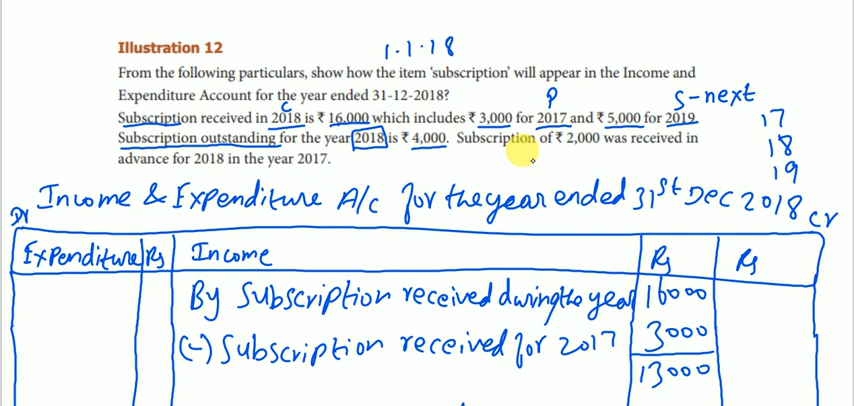 Illustration 12
1.1.18
From the following particulars, show how the item 'subscription' will appear in the Income and
Expenditure Account for the year ended 31-12-2018?
C P S-next
Subscription received in 2018 is ₹ 16,000 which includes ₹ 3,000 for 2017 and ₹ 5,000 for 2019.
17
Subscription outstanding for the year 2018 is ₹ 4,000. Subscription of ₹ 2,000 was received in
18
advance for 2018 in the year 2017.
19
Income & Expenditure A/c for the year ended 31st Dec 2018
Dr Cr
Expenditure Rs Income Rs Rs
By Subscription received during the year 16000
(-) Subscription received for 2017 3000
13000